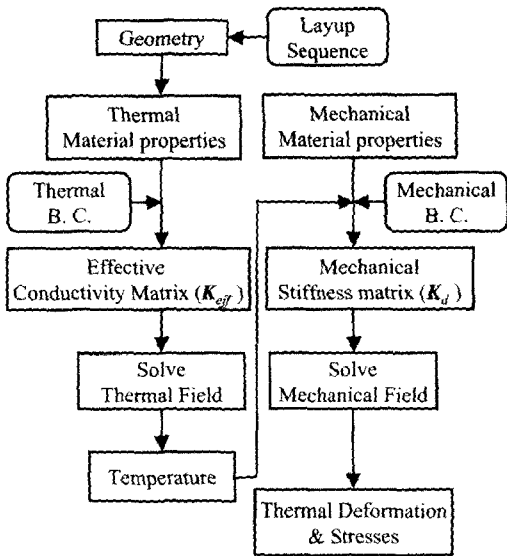 Geometry
Layup
Sequence
Thermal
Material properties
Mechanical
Material properties
Thermal
B. C.
Mechanical
B. C.
Effective
Conductivity Matrix (K_eff)
Mechanical
Stiffness matrix (K_d)
Solve
Thermal Field
Solve
Mechanical Field
Temperature
Thermal Deformation
& Stresses